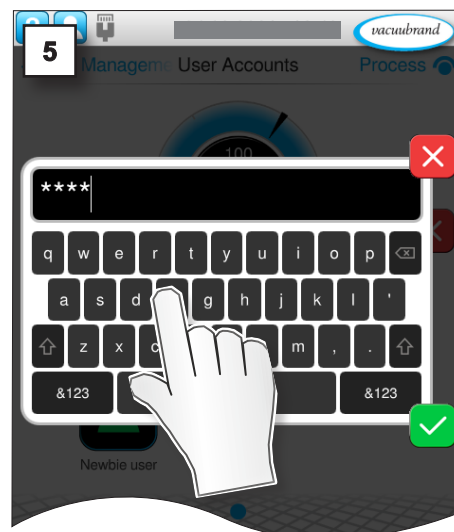 vacuubrand
5
Manageme User Accounts Process
100
****
q w e r t y u i o p
a s d g h j k l '
z x c m , .
&123 &123
Newbie user